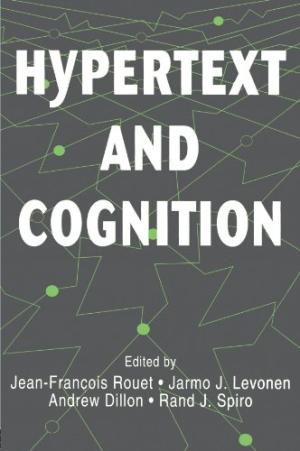 HyPERTEXT
AND
COGNITION
Edited by
Jean-François Rouet • Jarmo J. Levonen
Andrew Dillon • Rand J. Spiro